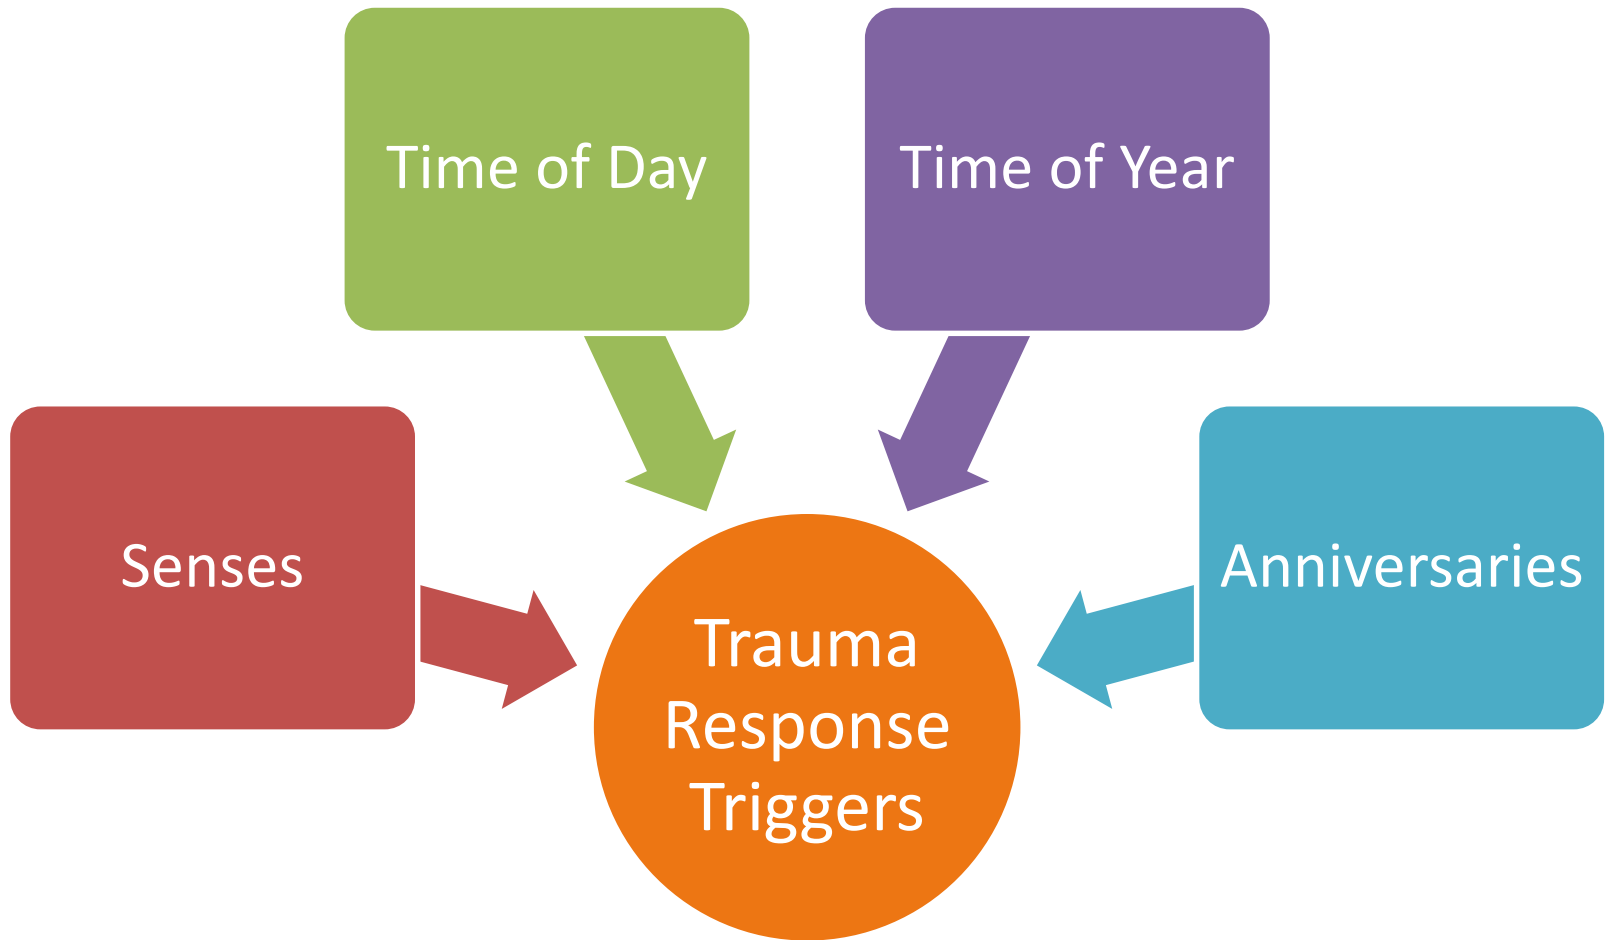 Time of Day
Time of Year
Senses
Anniversaries
Trauma
Response
Triggers